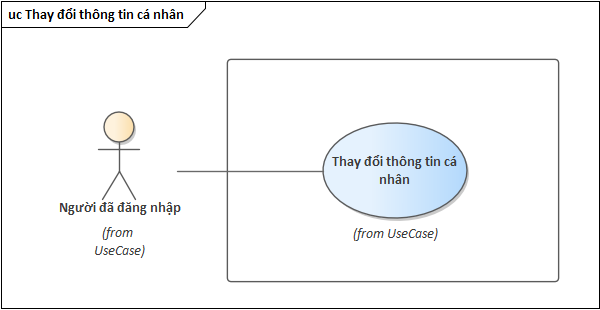 uc Thay đổi thông tin cá nhân
Thay đổi thông tin cá
nhân
(from UseCase)
Người đã đăng nhập
(from
UseCase)